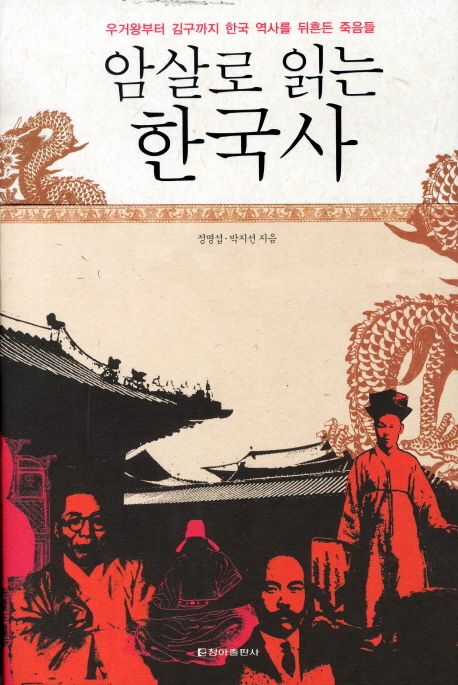 우거왕부터 김구까지 한국 역사를 뒤흔든 죽음들
암살로 읽는
한국사
정명섭 · 박지선 지음
청아출판사